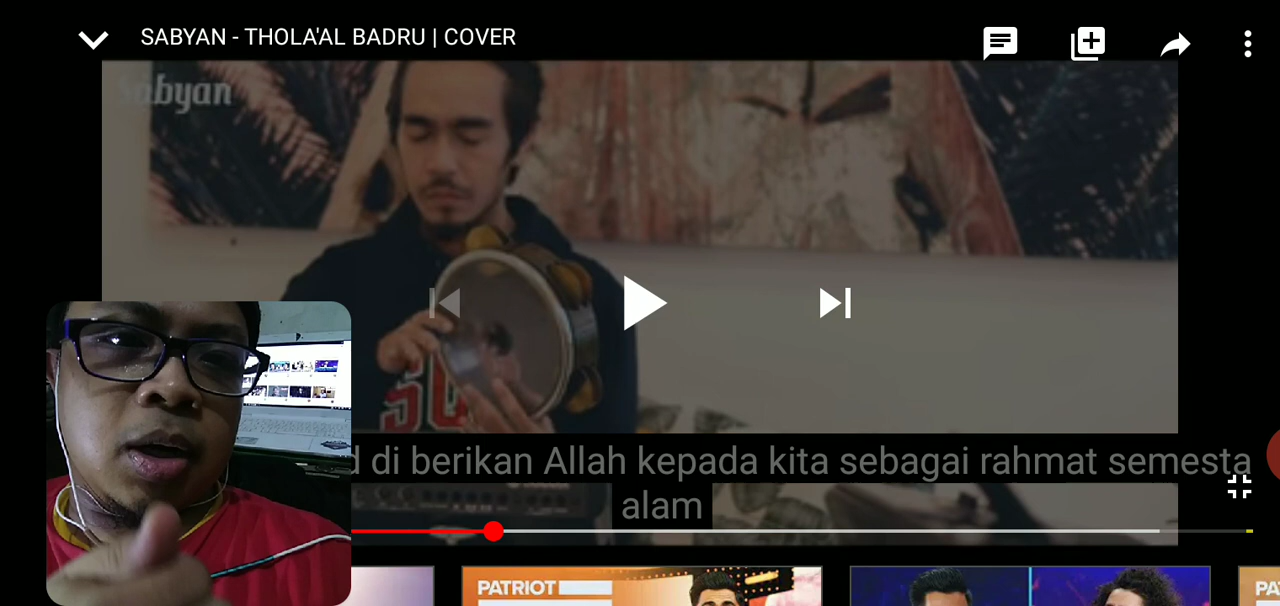 SABYAN - THOLA'AL BADRU | COVER
Sabyan
di berikan Allah kepada kita sebagai rahmat semesta
alam
PATRIOT